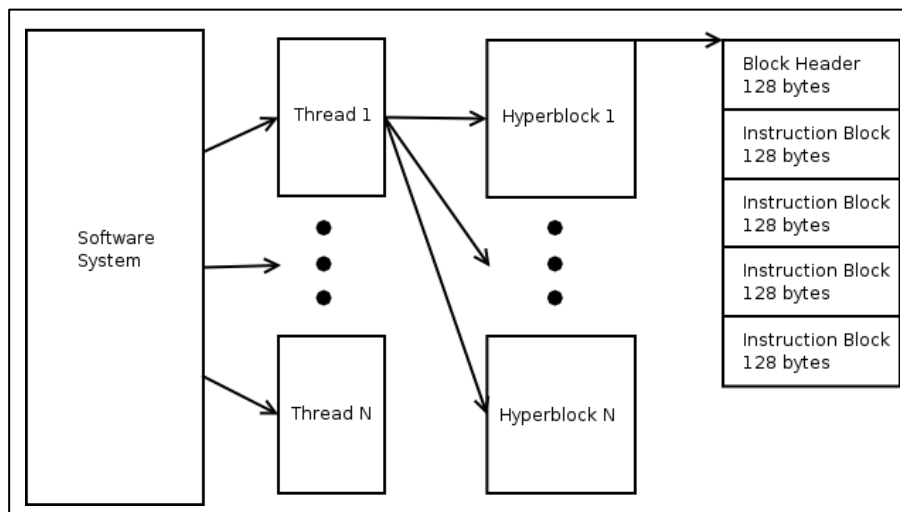 Software
System
Thread 1
Thread N
Hyperblock 1
Hyperblock N
Block Header
128 bytes
Instruction Block
128 bytes
Instruction Block
128 bytes
Instruction Block
128 bytes
Instruction Block
128 bytes